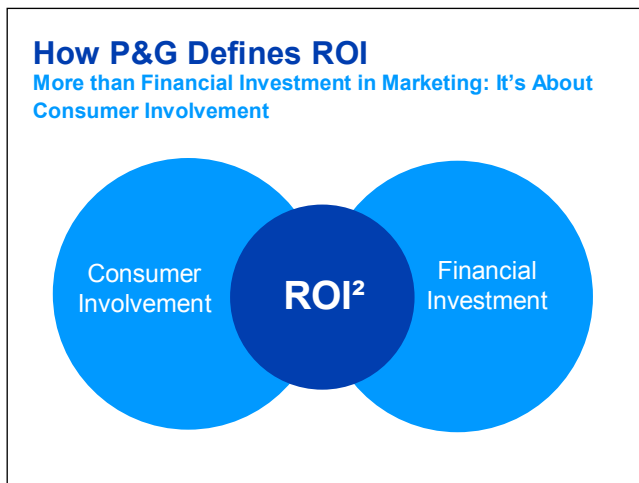 How P&G Defines ROI
More than Financial Investment in Marketing: It’s About
Consumer Involvement
Consumer
Involvement
ROI²
Financial
Investment